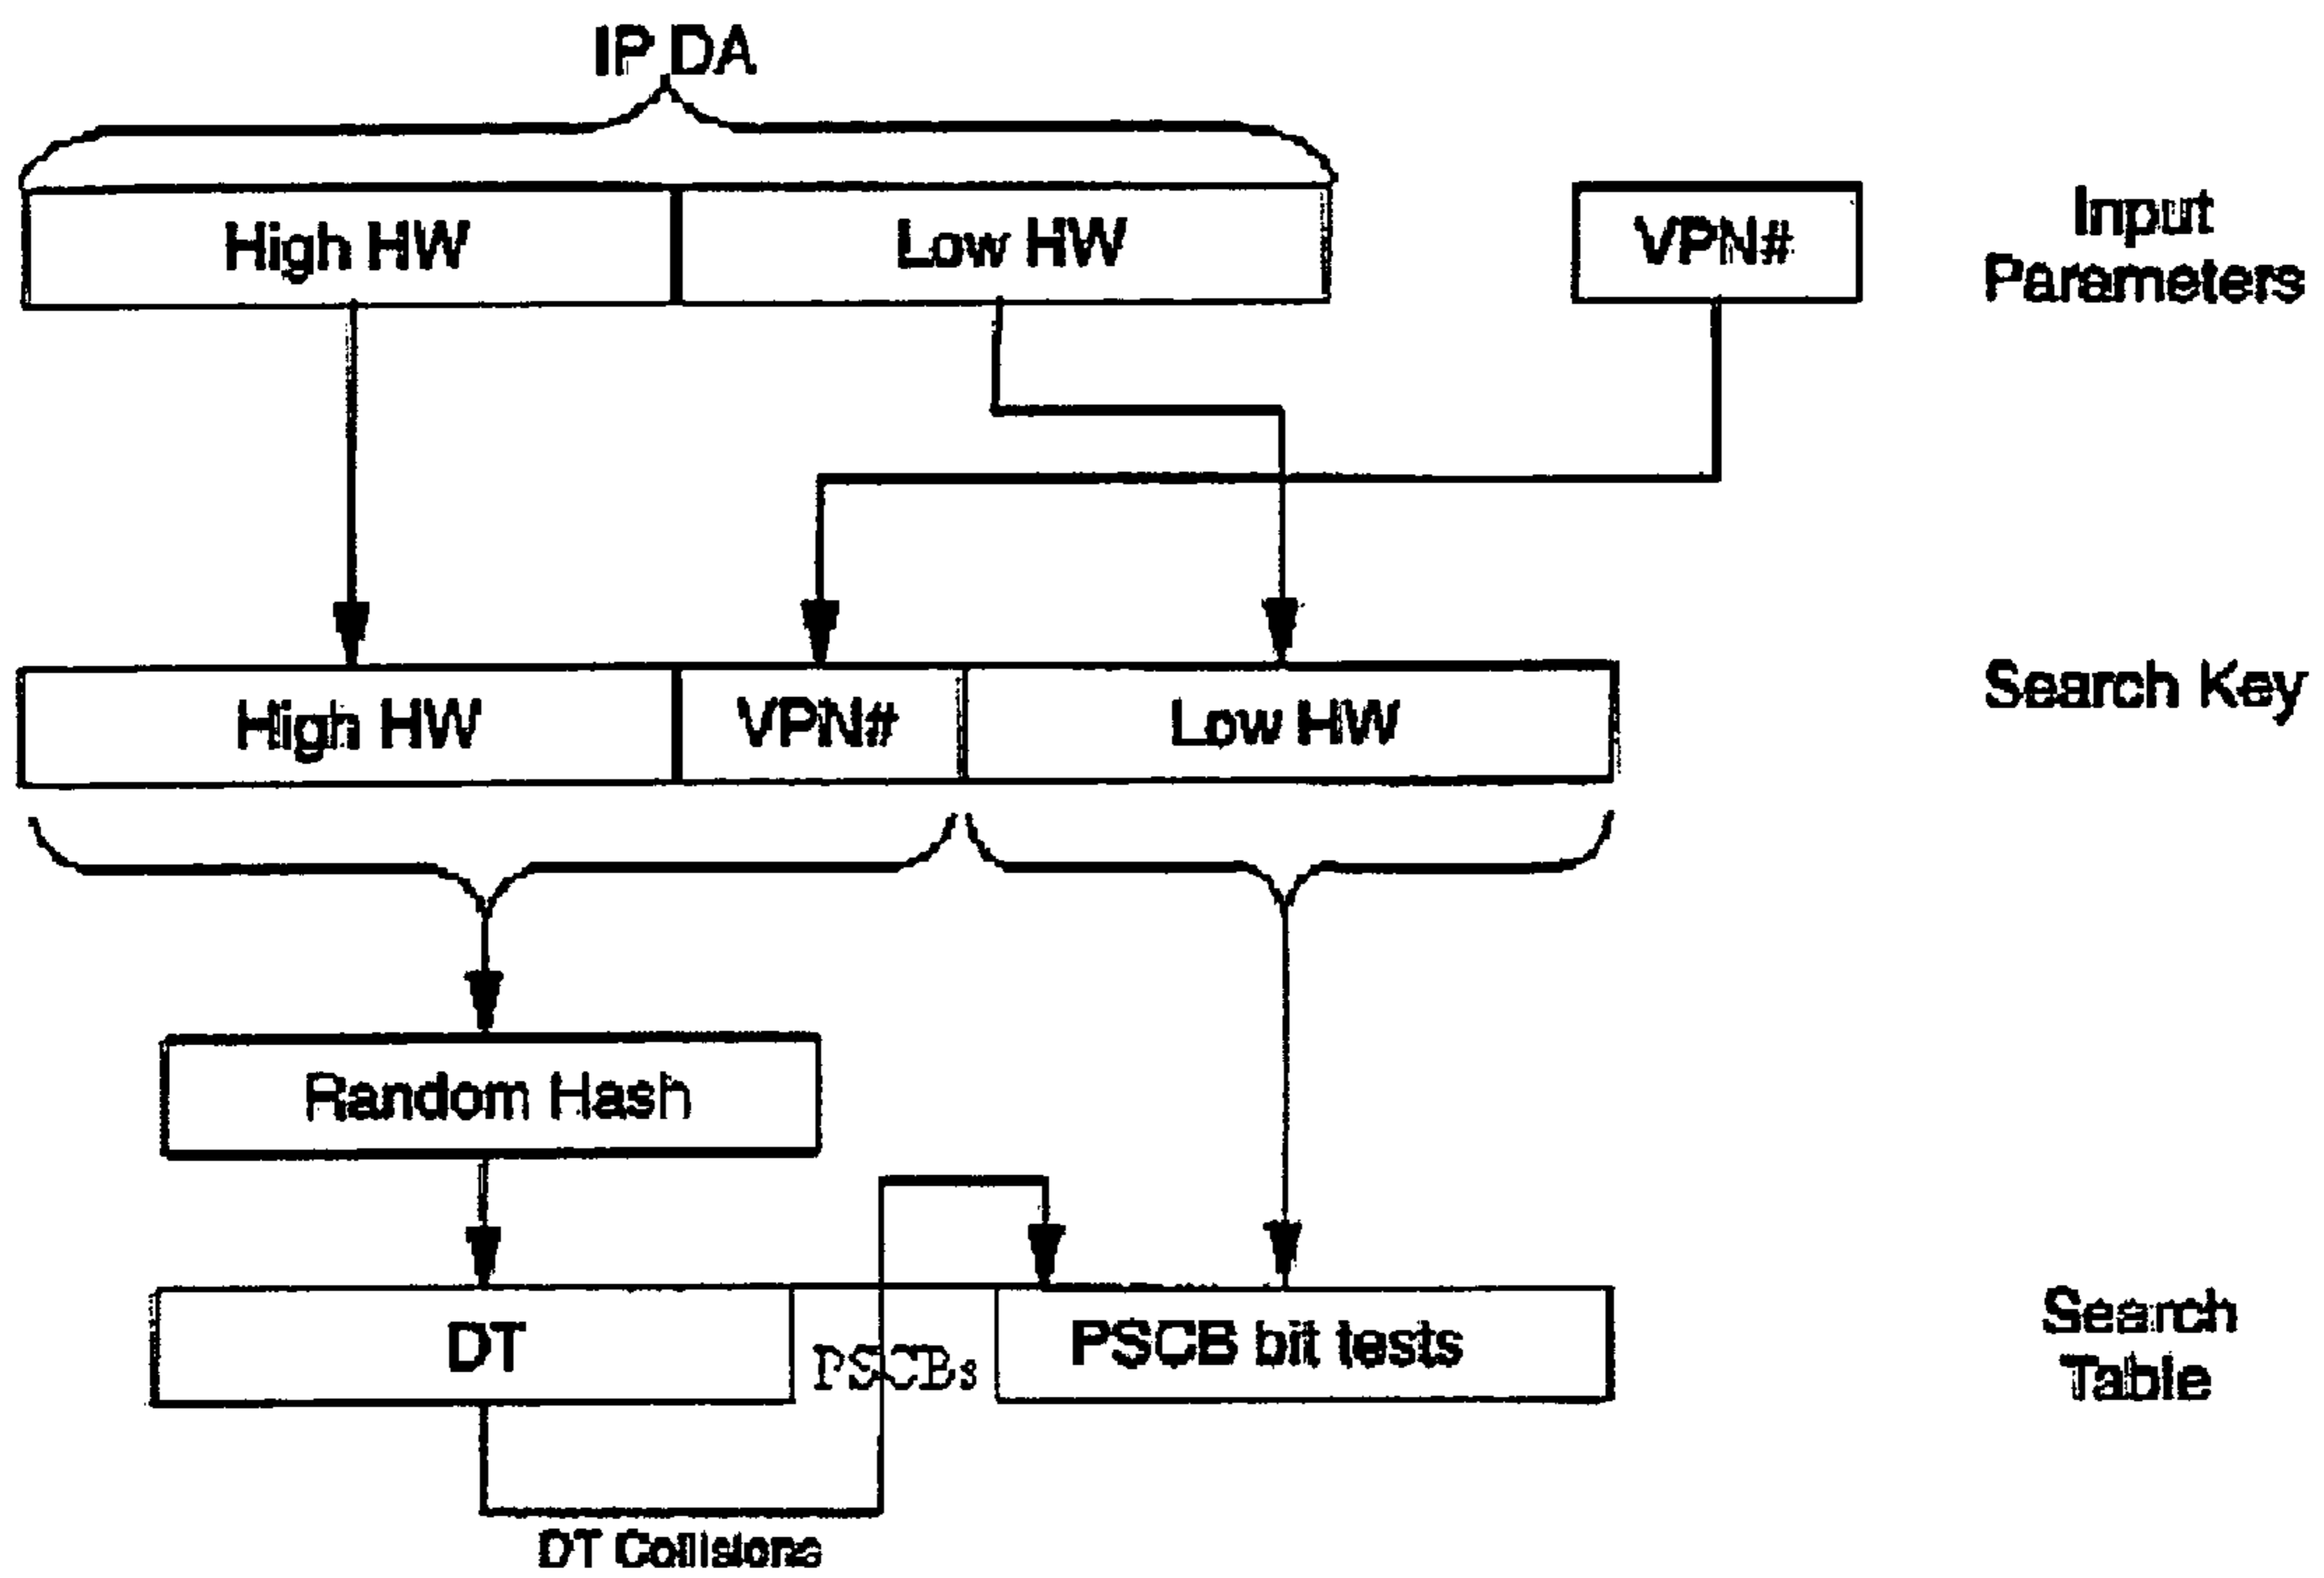 IP DA
High HW
Low HW
VPN#
Input
Parameters
High HW
VPN#
Low HW
Search Key
Random Hash
DT
PSCBs
PSCB bit tests
Search
Table
DT Collisions